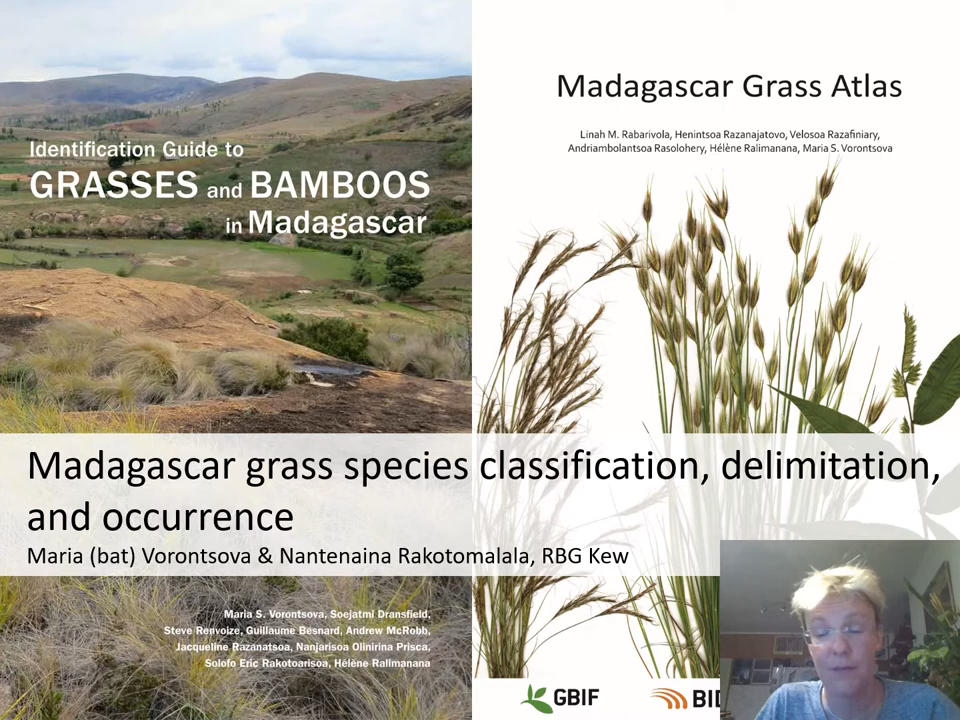 Identification Guide to
GRASSES and BAMBOOS
in Madagascar
Madagascar Grass Atlas
Linah M. Rabarivola, Henintsoa Razanajatovo, Velosoa Razafiniary,
Andriambolantsoa Rasolohery, Hélène Ralimanana, Maria S. Vorontsova
Madagascar grass species classification, delimitation,
and occurrence
Maria (bat) Vorontsova & Nantenaina Rakotomalala, RBG Kew
Maria S. Vorontsova, Soejatmi Dransfield,
Steve Renvoize, Guillaume Besnard, Andrew McRobb,
Jacqueline Razanatsoa, Nanjarisoa Olinirina Prisca,
Solofo Eric Rakotoarisoa, Hélène Ralimanana
GBIF